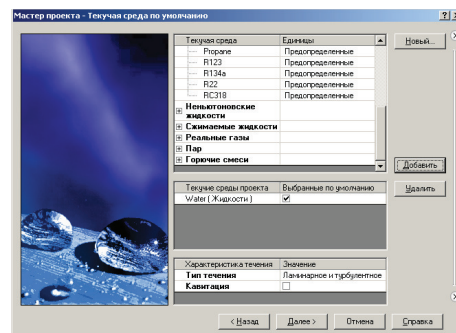 Мастер проекта - Текучая среда по умолчанию
Текучая среда Единицы
Propane Предопределенные
R123 Предопределенные
R134a Предопределенные
R22 Предопределенные
RC318 Предопределенные
Неньютоновские
жидкости
Сжимаемые жидкости
Реальные газы
Пар
Горючие смеси
Новый...
Добавить
Удалить
Текучие среды проекта Выбранные по умолчанию
Water ( Жидкости )
Характеристика течения Значение
Тип течения Ламинарное и турбулентное
Кавитация
< Назад Далее > Отмена Справка